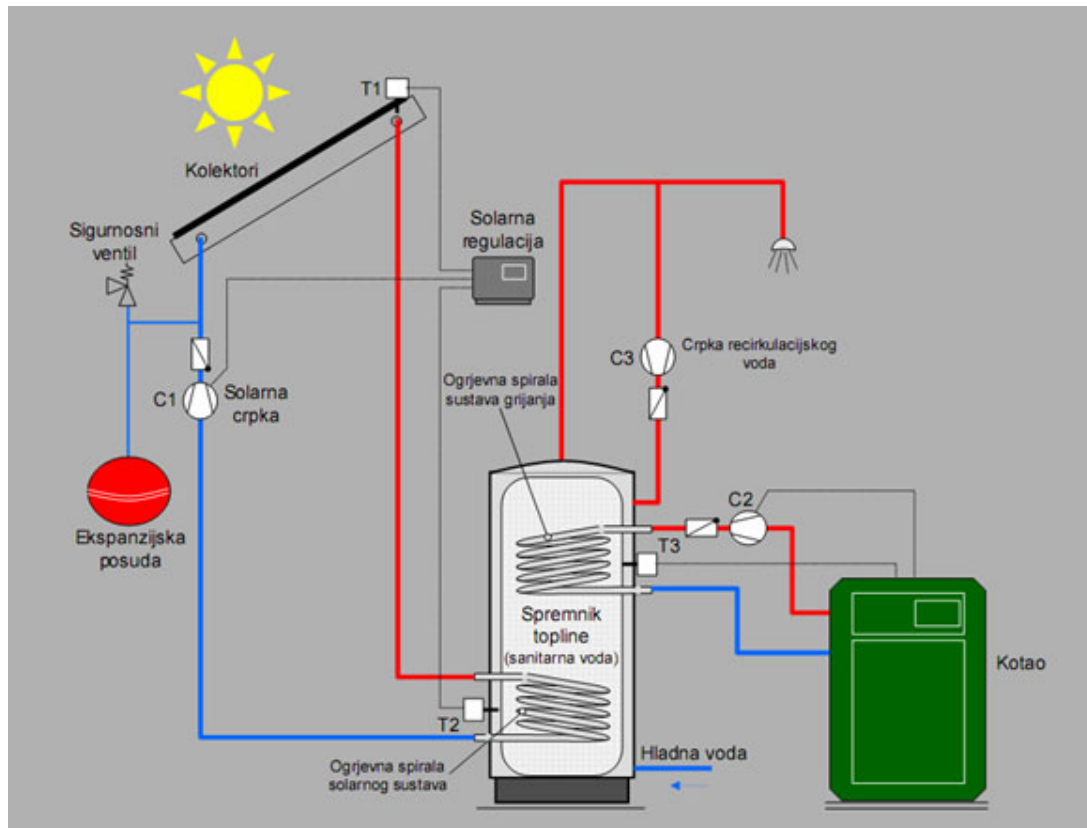 T1
Kolektori
Sigurnosni
ventil
Solarna
regulacija
C1
Solarna
crpka
C3
Crpka recirkulacijskog
voda
Ogrjevna spirala
sustava grijanja
Ekspanzijska
posuda
C2
T3
Spremnik
topline
(sanitarna voda)
Kotao
T2
Hladna voda
Ogrjevna spirala
solarnog sustava